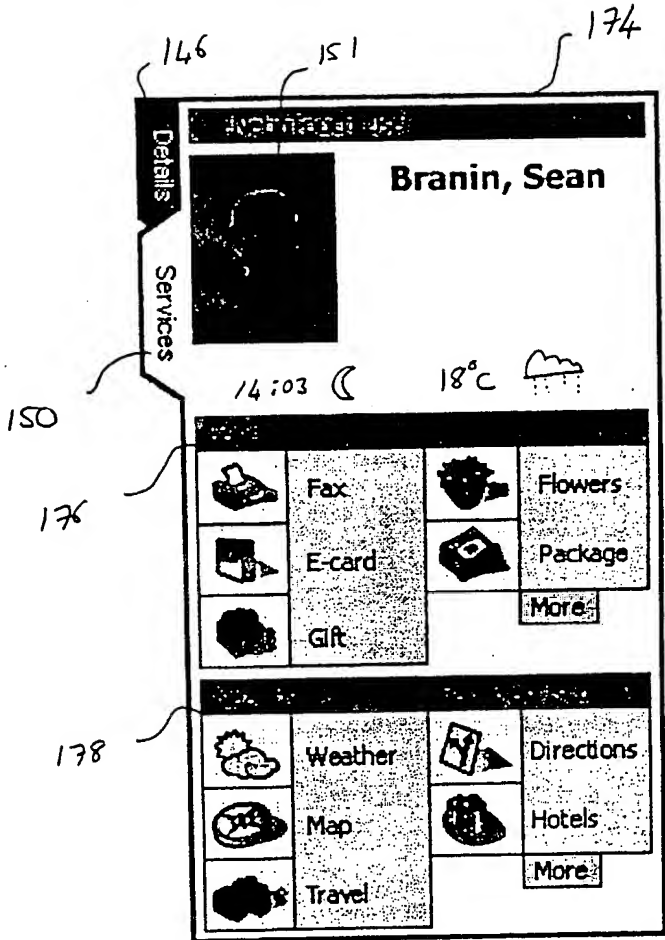 174
146 151
Details
Branin, Sean
Services
14:03 18°C
150
176
Fax Flowers
E-card Package
Gift More
178
Weather Directions
Map Hotels
Travel More